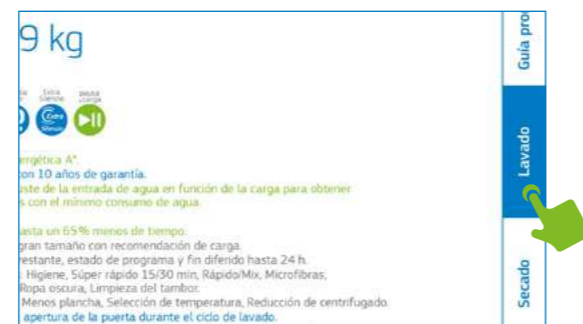 9 kg
Extra
Silencio
pausa
carga
Extra
Silencio
ergética A*.
con 10 años de garantía.
uste de la entrada de agua en función de la carga para obtener
s con el mínimo consumo de agua.
asta un 65% menos de tiempo.
gran tamaño con recomendación de carga.
restante, estado de programa y fin diferido hasta 24 h.
: Higiene, Súper rápido 15/30 min, Rápido/Mix, Microfibras,
Ropa oscura, Limpieza del tambor.
Menos plancha, Selección de temperatura, Reducción de centrifugado.
apertura de la puerta durante el ciclo de lavado.
Guía pro
Lavado
Secado